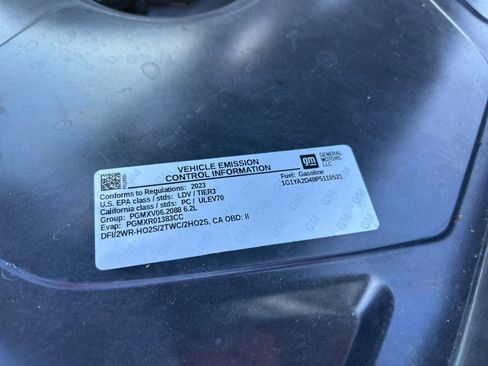 VEHICLE EMISSION
CONTROL INFORMATION
gm
GENERAL
MOTORS
LLC
Conforms to Regulations: 2023
U.S. EPA class / stds: LDV / TIER3
California class / stds: PC / ULEV70
Group: PGMXV06.2088 6.2L
Evap: PGMXR01383CC
DFI/2WR-HO2S/2TWC/2HO2S, CA OBD: II
Fuel: Gasoline
1G1YA2D40P5110531